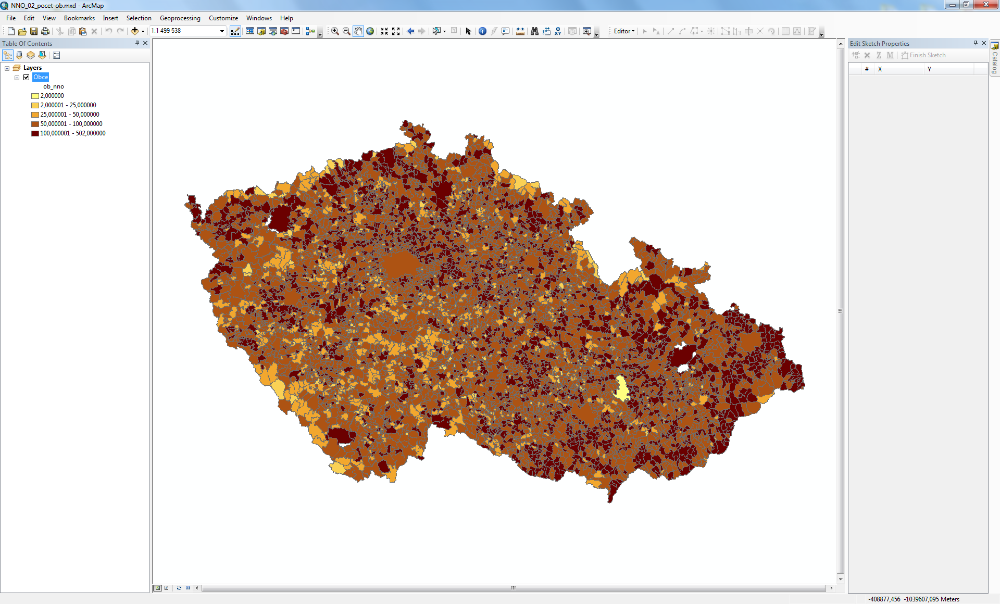 NNO_02_pocet-ob.mxd - ArcMap
File Edit View Bookmarks Insert Selection Geoprocessing Customize Windows Help
1:1 499 538
Editor
Table Of Contents
Layers
Obce
ob_nno
2,000000
2,000001 - 25,000000
25,000001 - 50,000000
50,000001 - 100,000000
100,000001 - 502,000000
Edit Sketch Properties
Z M Finish Sketch
# X Y
Catalog
-408877,456 -1039607,095 Meters